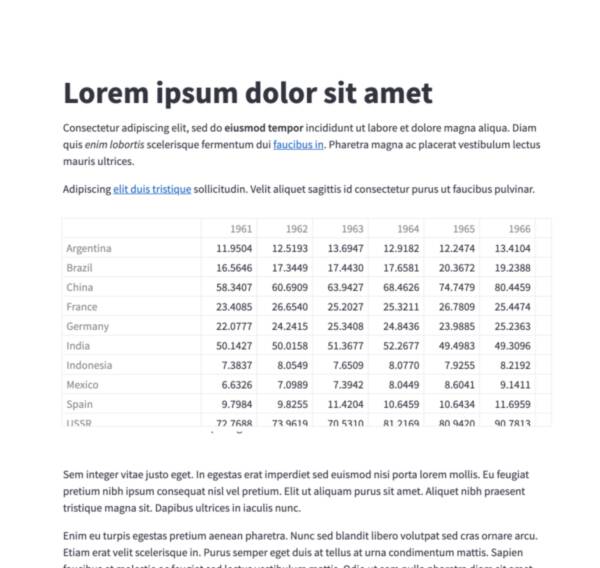 Lorem ipsum dolor sit amet
Consectetur adipiscing elit, sed do eiusmod tempor incididunt ut labore et dolore magna aliqua. Diam
quis enim lobortis scelerisque fermentum dui faucibus in. Pharetra magna ac placerat vestibulum lectus
mauris ultrices.
Adipiscing elit duis tristique sollicitudin. Velit aliquet sagittis id consectetur purus ut faucibus pulvinar.
1961 1962 1963 1964 1965 1966
Argentina 11.9504 12.5193 13.6947 12.9182 12.2474 13.4104
Brazil 16.5646 17.3449 17.4430 17.6581 20.3672 19.2388
China 58.3407 60.6909 63.9427 68.4626 74.7479 80.4459
France 23.4085 26.6540 25.2027 25.3211 26.7809 25.4474
Germany 22.0777 24.2415 25.3408 24.8436 23.9885 25.2363
India 50.1427 50.0158 51.3677 52.2677 49.4983 49.3096
Indonesia 7.3837 8.0549 7.6509 8.0770 7.9255 8.2192
Mexico 6.6326 7.0989 7.3942 8.0449 8.6041 9.1411
Spain 9.7984 9.8255 11.4204 10.6459 10.6434 11.6959
USSR 72.7688 73.9619 70.5310 81.2169 80.9420 90.7813
Sem integer vitae justo eget. In egestas erat imperdiet sed euismod nisi porta lorem mollis. Eu feugiat
pretium nibh ipsum consequat nisl vel pretium. Elit ut aliquam purus sit amet. Aliquet nibh praesent
tristique magna sit. Dapibus ultrices in iaculis nunc.
Enim eu turpis egestas pretium aenean pharetra. Nunc sed blandit libero volutpat sed cras ornare arcu.
Etiam erat velit scelerisque in. Purus semper eget duis at tellus at urna condimentum mattis. Sapien